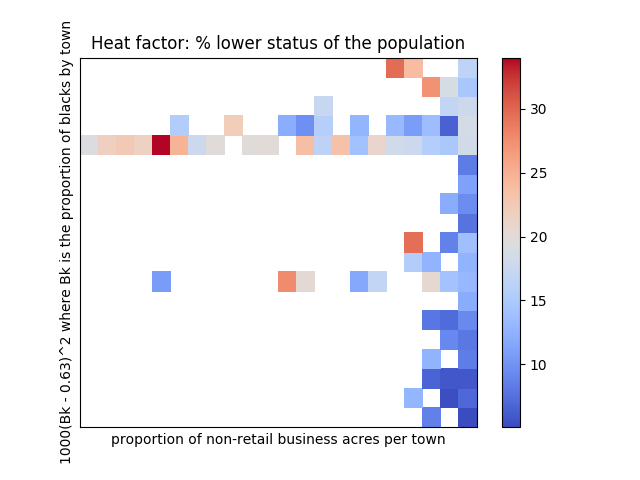 Heat factor: % lower status of the population
1000(Bk - 0.63)^2 where Bk is the proportion of blacks by town
proportion of non-retail business acres per town
30
25
20
15
10